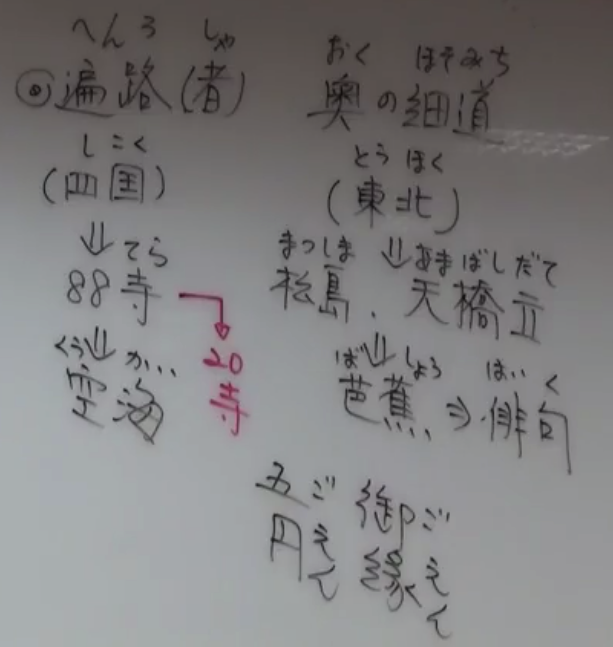 へんろ しゃ
◎遍路(者)
しこく
(四国)
⇓てら
88寺
20
寺
くう⇓かい
空海
おく ほそみち
奥の細道
とうほく
(東北)
まつしま ⇓あまばしだて
松島、天橋立
ば⇓しょう はいく
芭蕉⇒俳句
五ご 御ご
円えん 縁えん